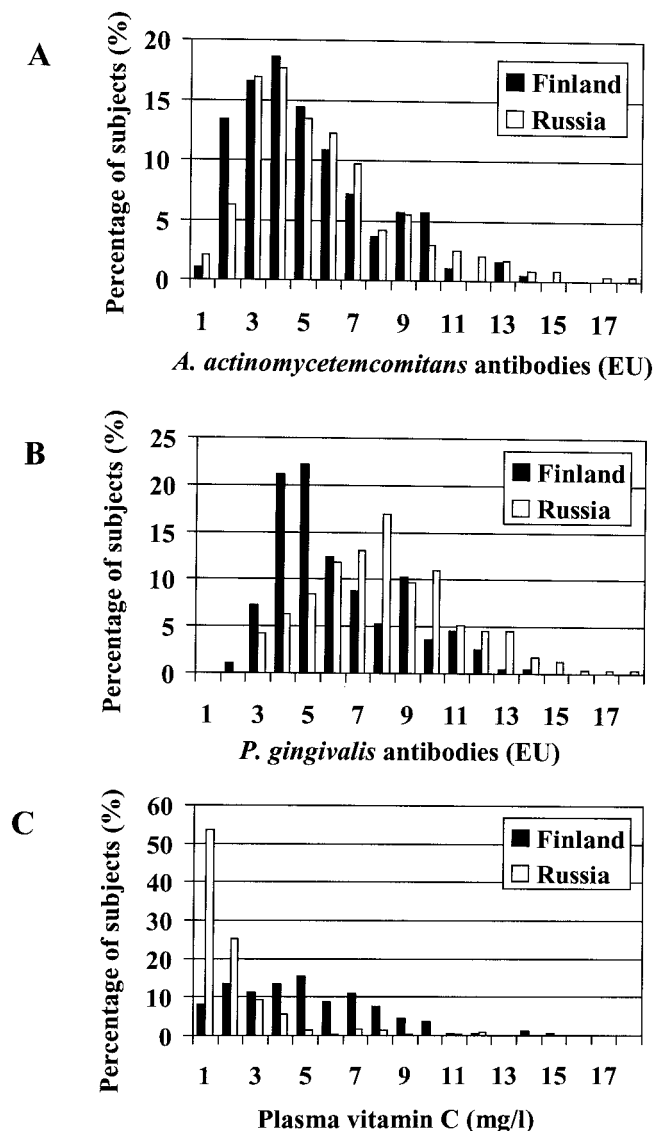 A
Percentage of subjects (%)
20
15
10
5
0
Finland
Russia
1 3 5 7 9 11 13 15 17
A. actinomycetemcomitans antibodies (EU)
B
Percentage of subjects (%)
25
20
15
10
5
0
Finland
Russia
1 3 5 7 9 11 13 15 17
P. gingivalis antibodies (EU)
C
Percentage of subjects (%)
60
50
40
30
20
10
0
Finland
Russia
1 3 5 7 9 11 13 15 17
Plasma vitamin C (mg/l)